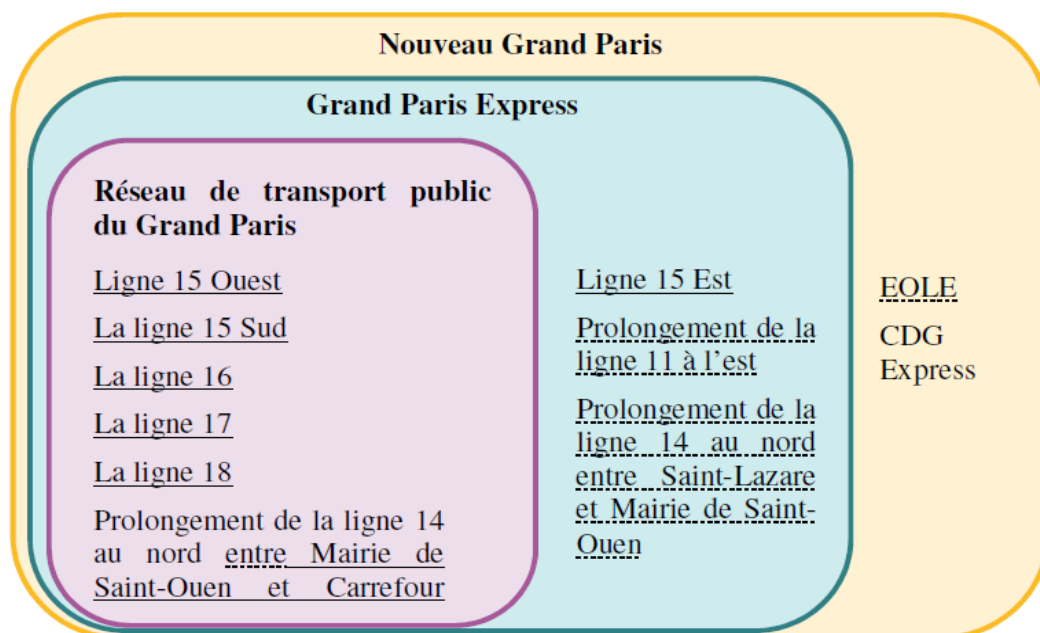 Nouveau Grand Paris
Grand Paris Express
Réseau de transport public
du Grand Paris
Ligne 15 Ouest
La ligne 15 Sud
La ligne 16
La ligne 17
La ligne 18
Prolongement de la ligne 14
au nord entre Mairie de
Saint-Ouen et Carrefour
Ligne 15 Est
Prolongement de la
ligne 11 à l’est
Prolongement de la
ligne 14 au nord
entre Saint-Lazare
et Mairie de Saint-
Ouen
EOLE
CDG
Express